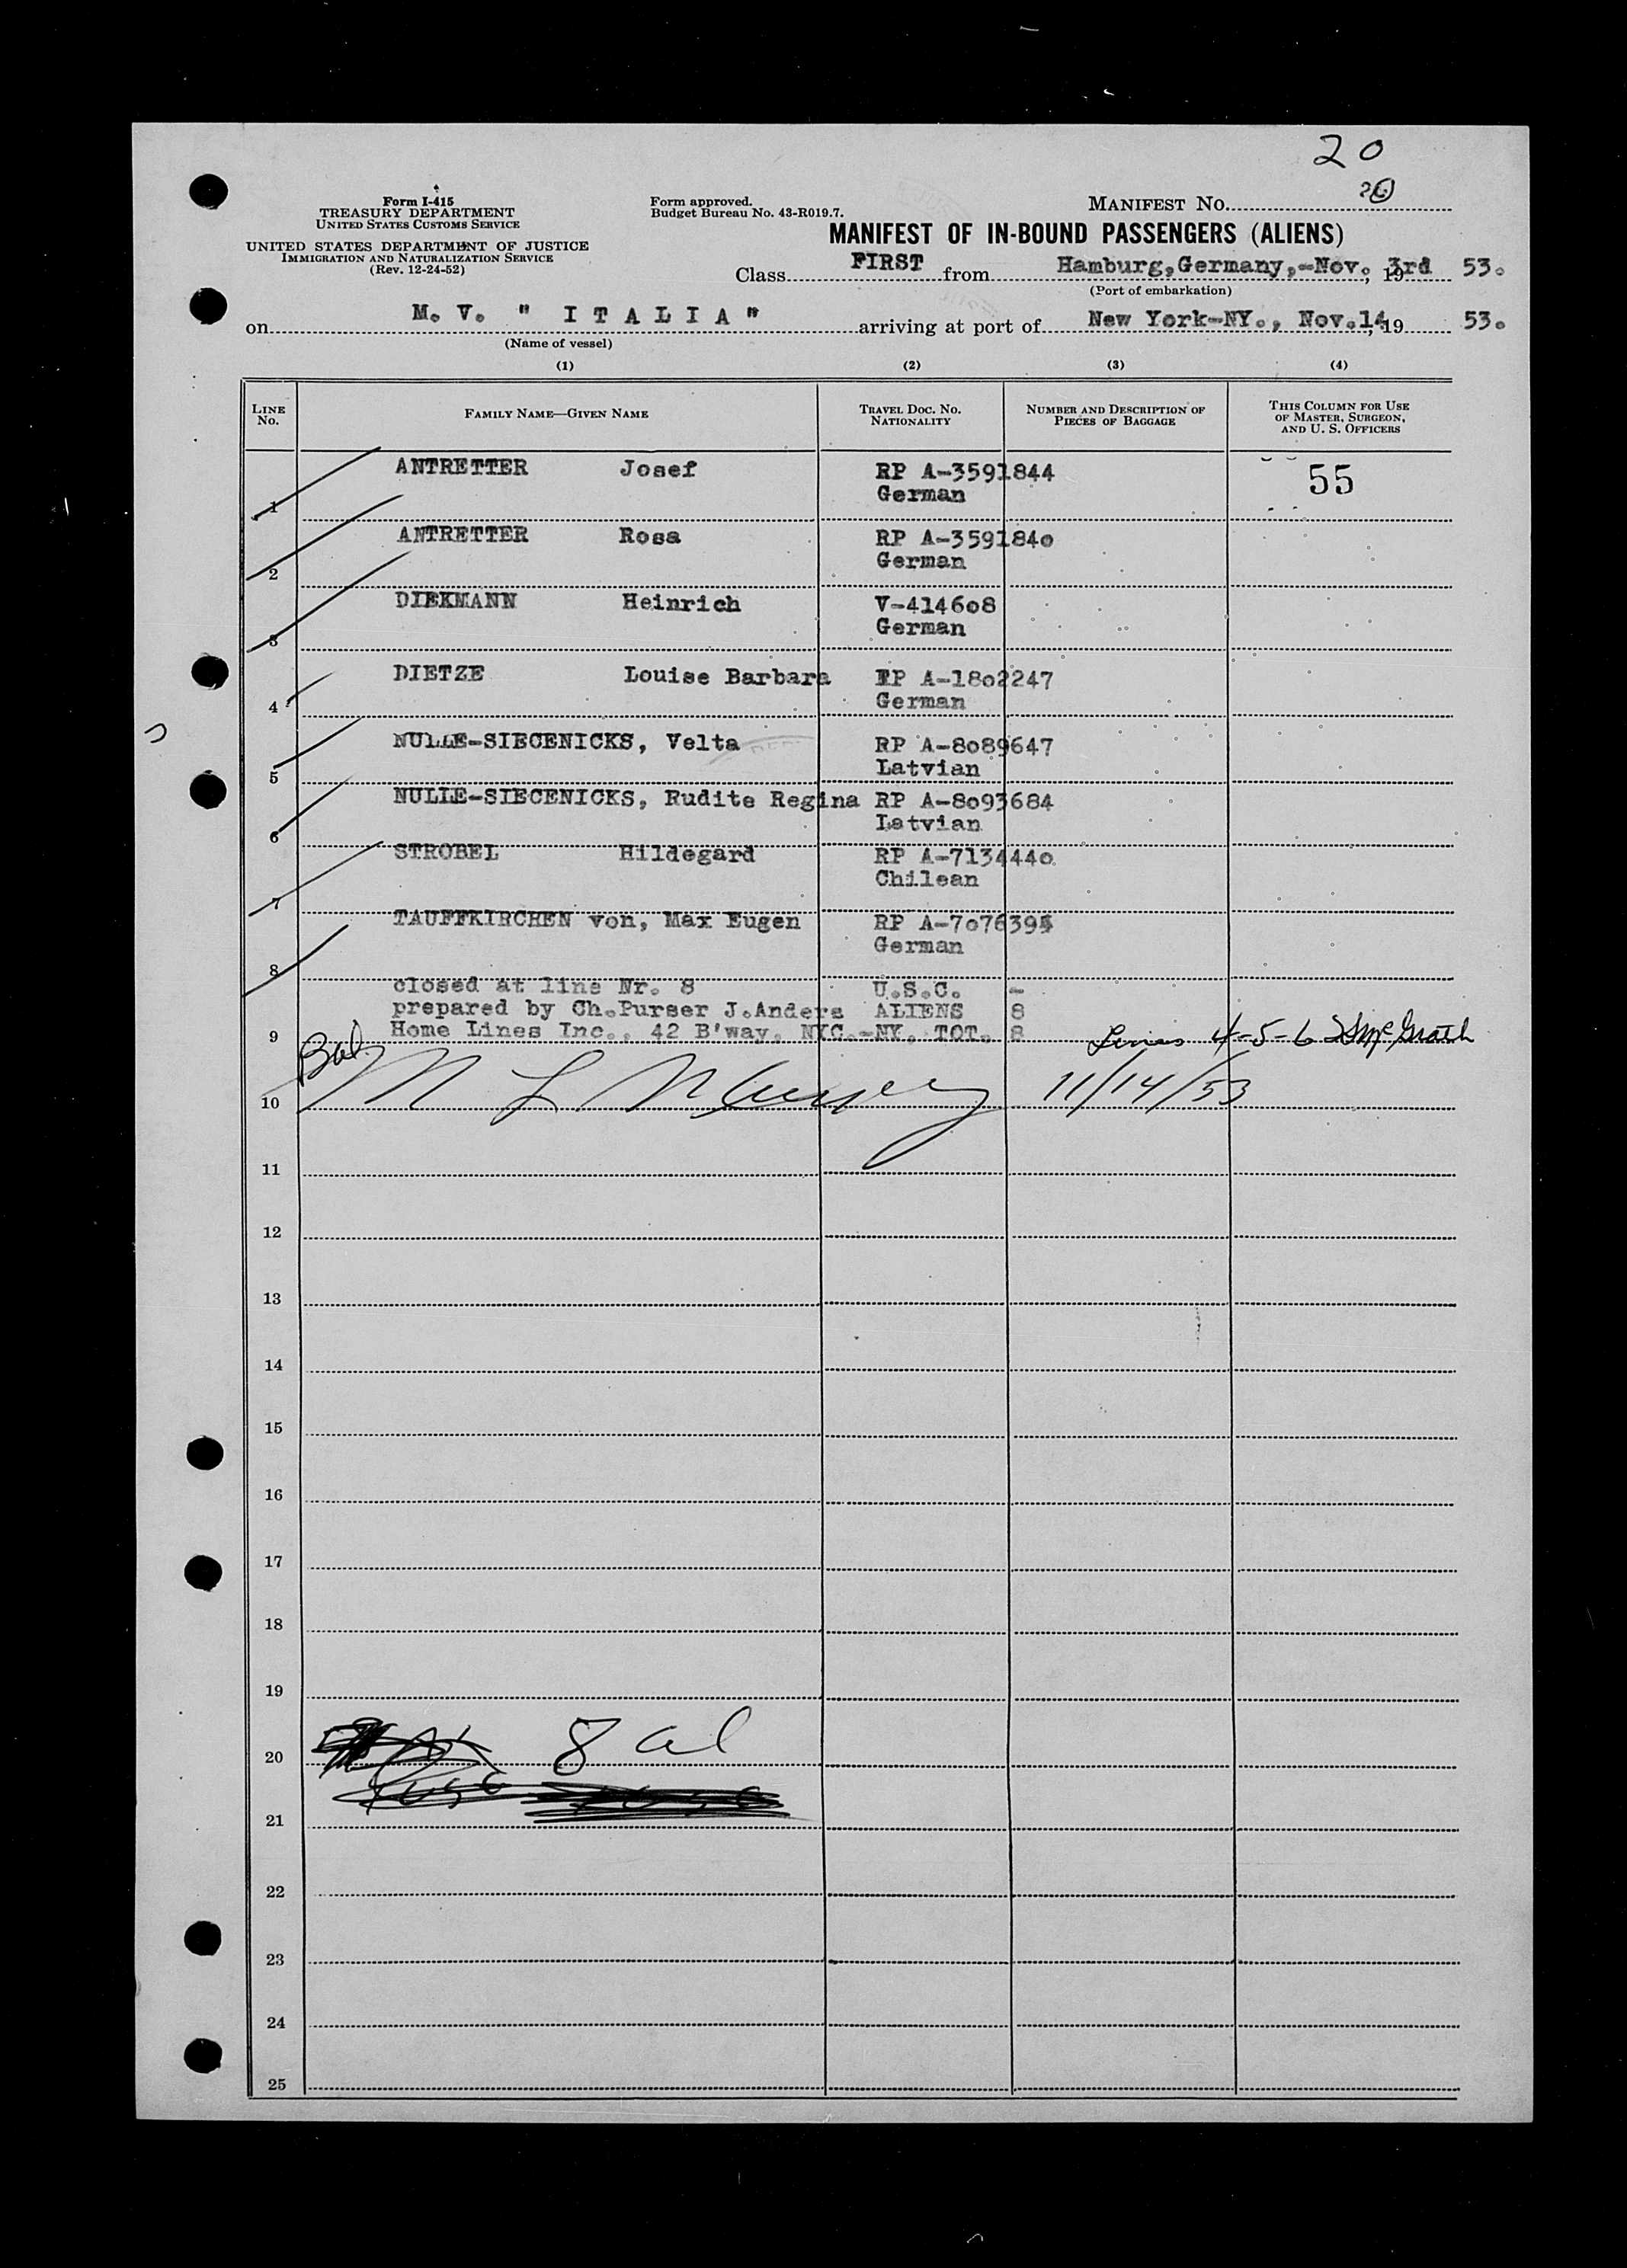 20
20
Form I-415
TREASURY DEPARTMENT
UNITED STATES CUSTOMS SERVICE
UNITED STATES DEPARTMENT OF JUSTICE
IMMIGRATION AND NATURALIZATION SERVICE
(Rev. 12-24-52)
Form approved.
Budget Bureau No. 43-R019.7.
MANIFEST NO.
MANIFEST OF IN-BOUND PASSENGERS (ALIENS)
Class FIRST from Hamburg,Germany,-Nov. 3rd, 19 53.
(Port of embarkation)
on M. V. " I T A L I A" arriving at port of New York-NY., Nov.14, 19 53.
(Name of vessel)
(1) (2) (3) (4)
LINE NO. FAMILY NAME—GIVEN NAME TRAVEL DOC. NO. NATIONALITY NUMBER AND DESCRIPTION OF PIECES OF BAGGAGE THIS COLUMN FOR USE OF MASTER, SURGEON, AND U. S. OFFICERS
1 ANTRETTER Josef RP A-3591844 55
German
2 ANTRETTER Rosa RP A-3591840
German
3 DIEKMANN Heinrich V-414608
German
4 DIETZE Louise Barbara RP A-1802247
German
5 NULLE-SIECENICKS, Velta RP A-8089647
Latvian
6 NULLE-SIECENICKS, Rudite Regina RP A-8093684
Latvian
7 STROBEL Hildegard RP A-7134440
Chilean
8 TAUFFKIRCHEN von, Max Eugen RP A-7076395
German
closed at line Nr. 8 U.S.C. -
prepared by Ch.Purser J.Anders ALIENS 8
9 Home Lines Inc., 42 B'way, NYC.-NY, TOT. 8 Lines 4-5-6 McGrath
Bal
10 M L 11/14/53
11
12
13
14
15
16
17
18
19
20 8 al
21
22
23
24
25